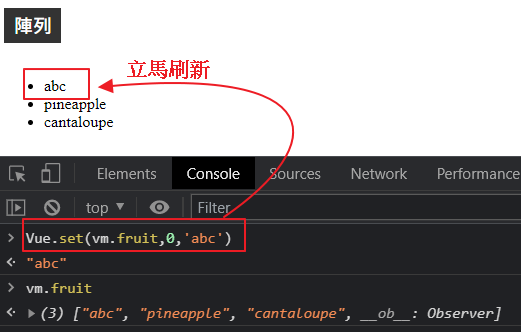 陣列
立馬刷新
abc
pineapple
cantaloupe
Elements Console Sources Network Performance
top ▼ Filter
> Vue.set(vm.fruit,0,'abc')
"abc"
> vm.fruit
▶ (3) ["abc", "pineapple", "cantaloupe", __ob__: Observer]